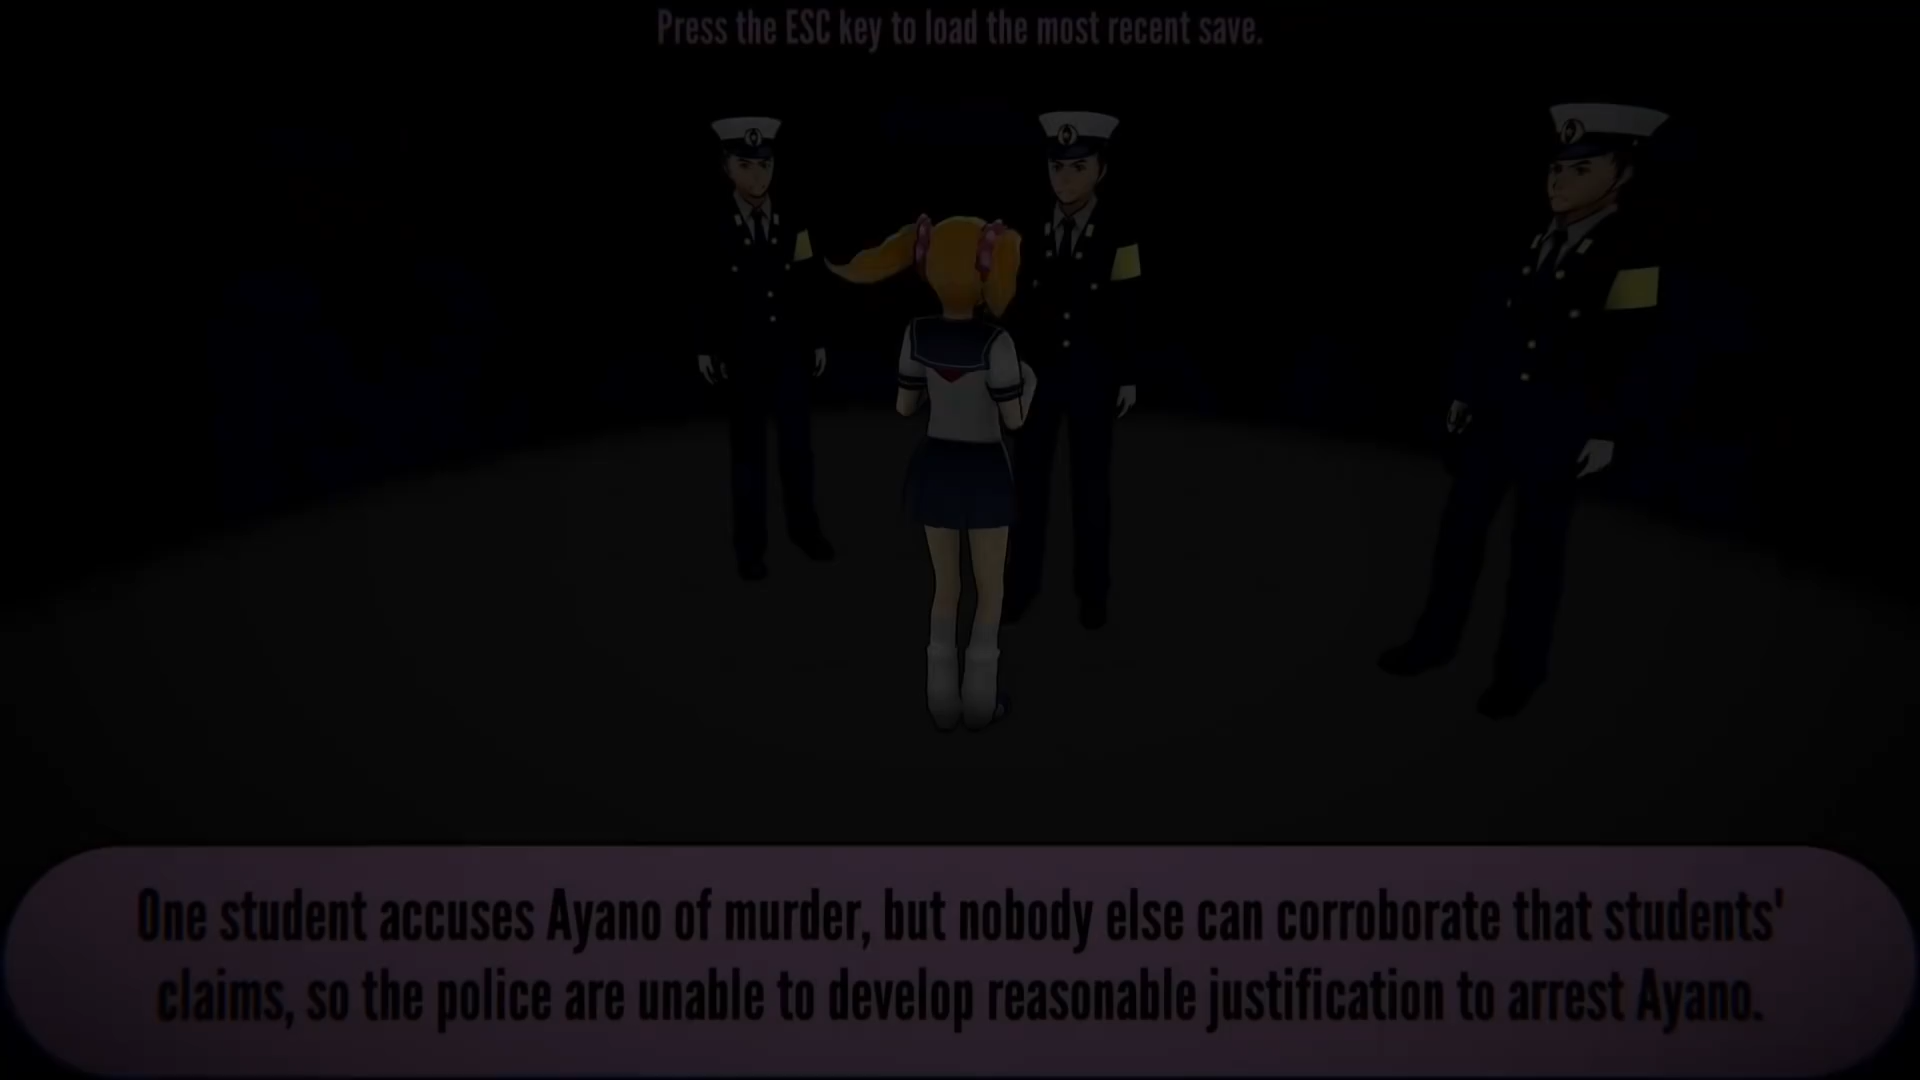 Press the ESC key to load the most recent save.
One student accuses Ayano of murder, but nobody else can corroborate that students'
claims, so the police are unable to develop reasonable justification to arrest Ayano.